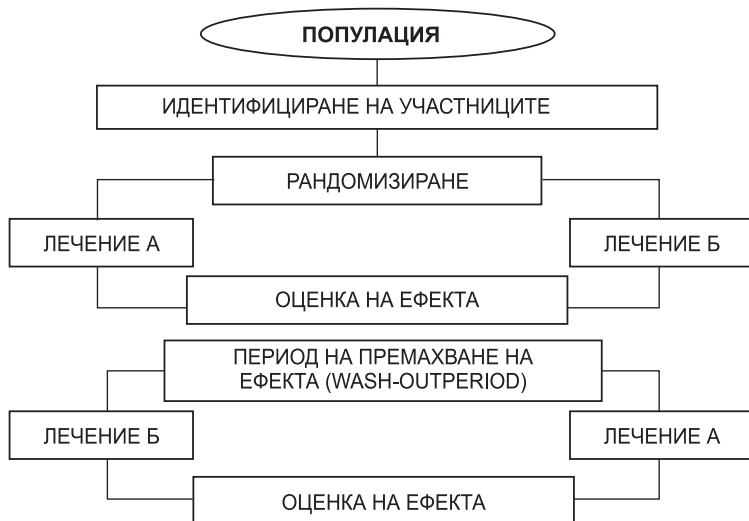 ПОПУЛАЦИЯ
ИДЕНТИФИЦИРАНЕ НА УЧАСТНИЦИТЕ
РАНДОМИЗИРАНЕ
ЛЕЧЕНИЕ А
ЛЕЧЕНИЕ Б
ОЦЕНКА НА ЕФЕКТА
ПЕРИОД НА ПРЕМАХВАНЕ НА
ЕФЕКТА (WASH-OUTPERIOD)
ЛЕЧЕНИЕ Б
ЛЕЧЕНИЕ А
ОЦЕНКА НА ЕФЕКТА